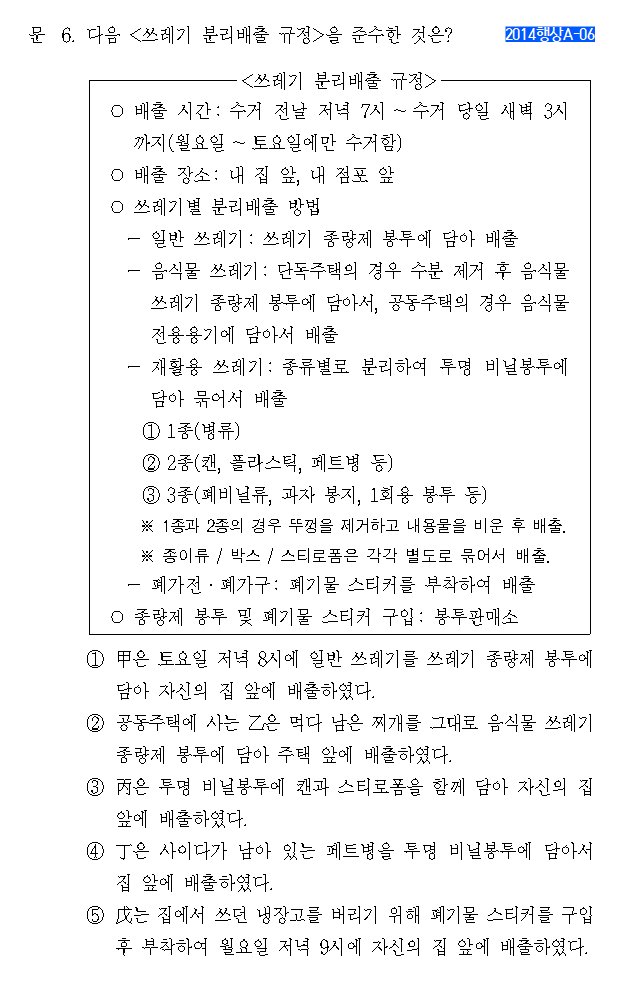 문 6. 다음 <쓰레기 분리배출 규정>을 준수한 것은? 2014행상A-06
<쓰레기 분리배출 규정>
○ 배출 시간: 수거 전날 저녁 7시 ~ 수거 당일 새벽 3시
까지(월요일 ~ 토요일에만 수거함)
○ 배출 장소: 내 집 앞, 내 점포 앞
○ 쓰레기별 분리배출 방법
- 일반 쓰레기: 쓰레기 종량제 봉투에 담아 배출
- 음식물 쓰레기: 단독주택의 경우 수분 제거 후 음식물
쓰레기 종량제 봉투에 담아서, 공동주택의 경우 음식물
전용용기에 담아서 배출
- 재활용 쓰레기: 종류별로 분리하여 투명 비닐봉투에
담아 묶어서 배출
① 1종(병류)
② 2종(캔, 플라스틱, 페트병 등)
③ 3종(폐비닐류, 과자 봉지, 1회용 봉투 등)
※ 1종과 2종의 경우 뚜껑을 제거하고 내용물을 비운 후 배출.
※ 종이류 / 박스 / 스티로폼은 각각 별도로 묶어서 배출.
- 폐가전·폐가구: 폐기물 스티커를 부착하여 배출
○ 종량제 봉투 및 폐기물 스티커 구입: 봉투판매소
① 甲은 토요일 저녁 8시에 일반 쓰레기를 쓰레기 종량제 봉투에
담아 자신의 집 앞에 배출하였다.
② 공동주택에 사는 乙은 먹다 남은 찌개를 그대로 음식물 쓰레기
종량제 봉투에 담아 주택 앞에 배출하였다.
③ 丙은 투명 비닐봉투에 캔과 스티로폼을 함께 담아 자신의 집
앞에 배출하였다.
④ 丁은 사이다가 남아 있는 페트병을 투명 비닐봉투에 담아서
집 앞에 배출하였다.
⑤ 戊는 집에서 쓰던 냉장고를 버리기 위해 폐기물 스티커를 구입
후 부착하여 월요일 저녁 9시에 자신의 집 앞에 배출하였다.